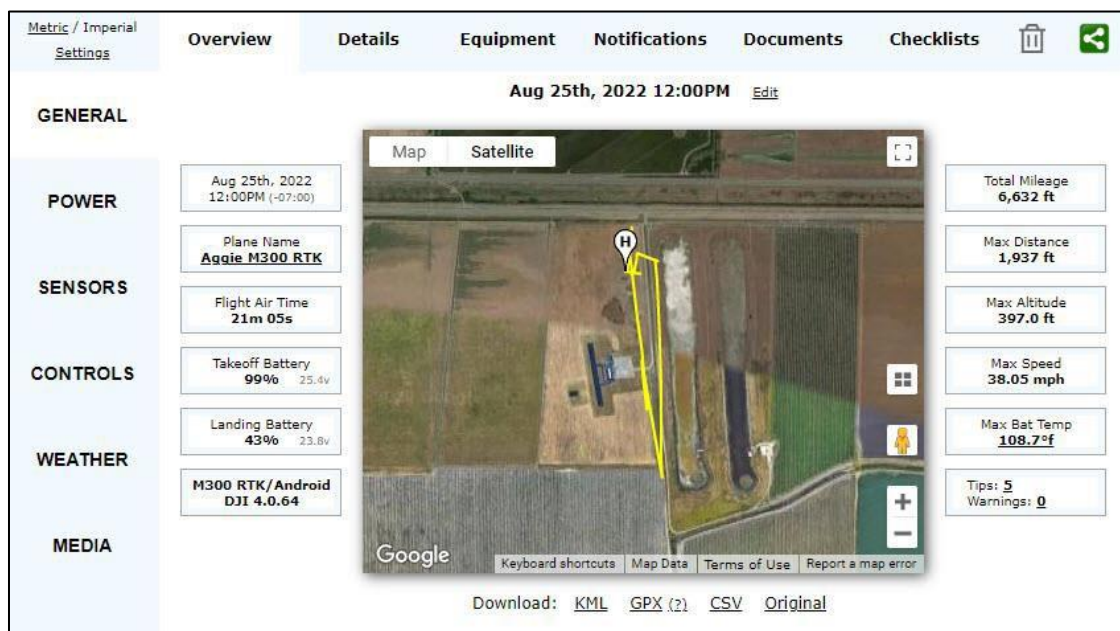 Metric / Imperial
Settings
Overview
Details
Equipment
Notifications
Documents
Checklists
GENERAL
POWER
SENSORS
CONTROLS
WEATHER
MEDIA
Aug 25th, 2022 12:00PM Edit
Aug 25th, 2022
12:00PM (-07:00)
Plane Name
Aggie M300 RTK
Flight Air Time
21m 05s
Takeoff Battery
99% 25.4v
Landing Battery
43% 23.8v
M300 RTK/Android
DJI 4.0.64
Map Satellite
H
Google
Keyboard shortcuts Map Data Terms of Use Report a map error
Total Mileage
6,632 ft
Max Distance
1,937 ft
Max Altitude
397.0 ft
Max Speed
38.05 mph
Max Bat Temp
108.7°f
Tips: 5
Warnings: 0
Download: KML GPX (?) CSV Original